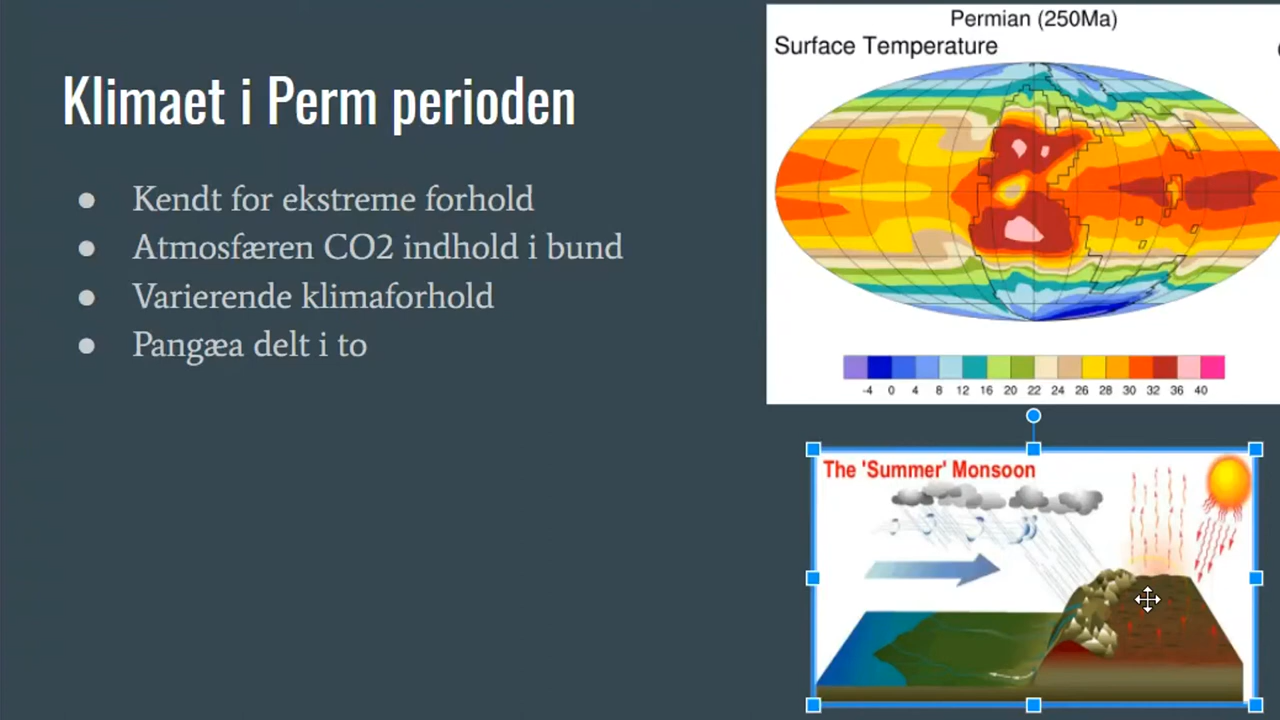 Klimaet i Perm perioden
Kendt for ekstreme forhold
Atmosfæren CO2 indhold i bund
Varierende klimaforhold
Pangæa delt i to
Permian (250Ma)
Surface Temperature
-4 0 4 8 12 16 20 22 24 26 28 30 32 36 40
The 'Summer' Monsoon